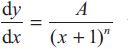 dy/dx = A/(x + 1)ⁿ